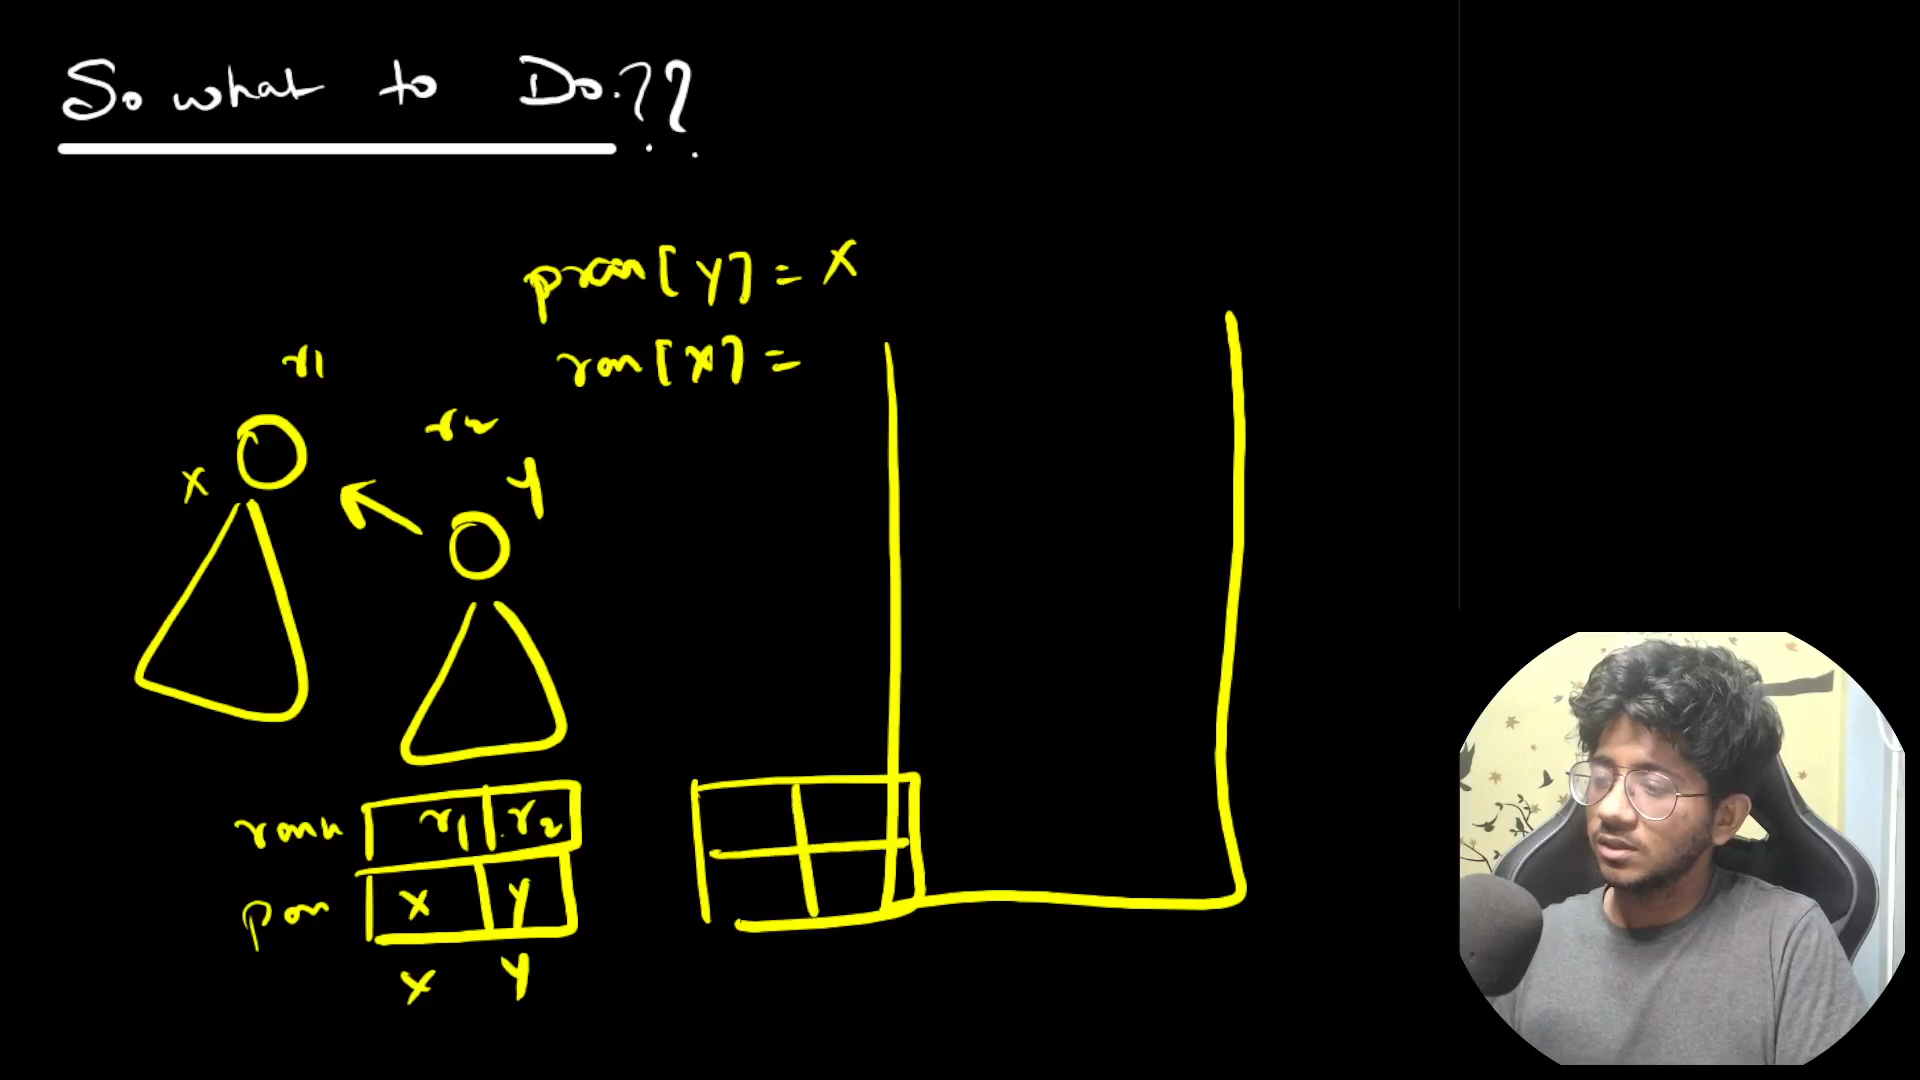 So what to Do.??
par[Y] = X
ran[X] =
r1
r2
X
Y
rank r1 r2
par X Y
X Y